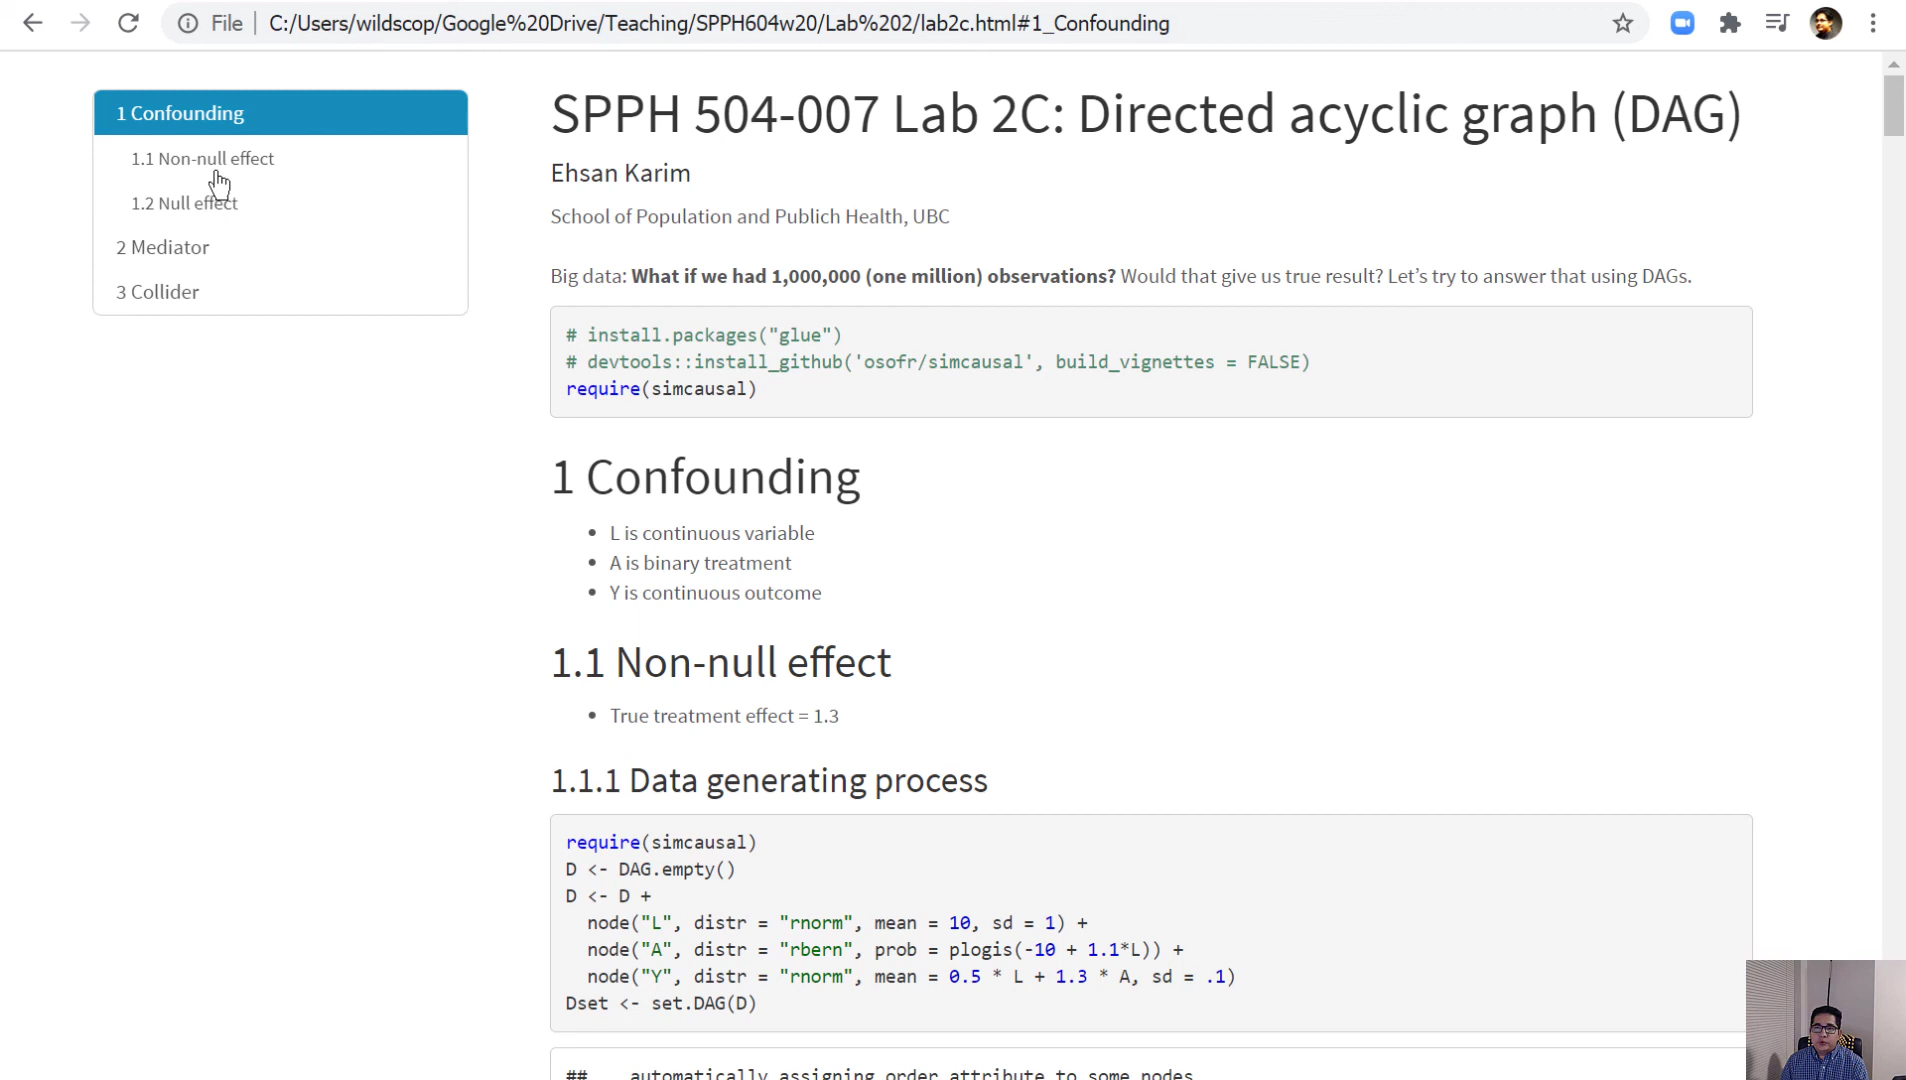 File
C:/Users/wildscop/Google%20Drive/Teaching/SPPH604w20/Lab%202/lab2c.html#1_Confounding
1 Confounding
1.1 Non-null effect
1.2 Null effect
2 Mediator
3 Collider
SPPH 504-007 Lab 2C: Directed acyclic graph (DAG)
Ehsan Karim
School of Population and Publich Health, UBC
Big data: What if we had 1,000,000 (one million) observations? Would that give us true result? Let's try to answer that using DAGs.
# install.packages("glue")
# devtools::install_github('osofr/simcausal', build_vignettes = FALSE)
require(simcausal)
1 Confounding
• L is continuous variable
• A is binary treatment
• Y is continuous outcome
1.1 Non-null effect
• True treatment effect = 1.3
1.1.1 Data generating process
require(simcausal)
D <- DAG.empty()
D <- D +
node("L", distr = "rnorm", mean = 10, sd = 1) +
node("A", distr = "rbern", prob = plogis(-10 + 1.1*L)) +
node("Y", distr = "rnorm", mean = 0.5 * L + 1.3 * A, sd = .1)
Dset <- set.DAG(D)
## automatically assigning order attribute to some nodes